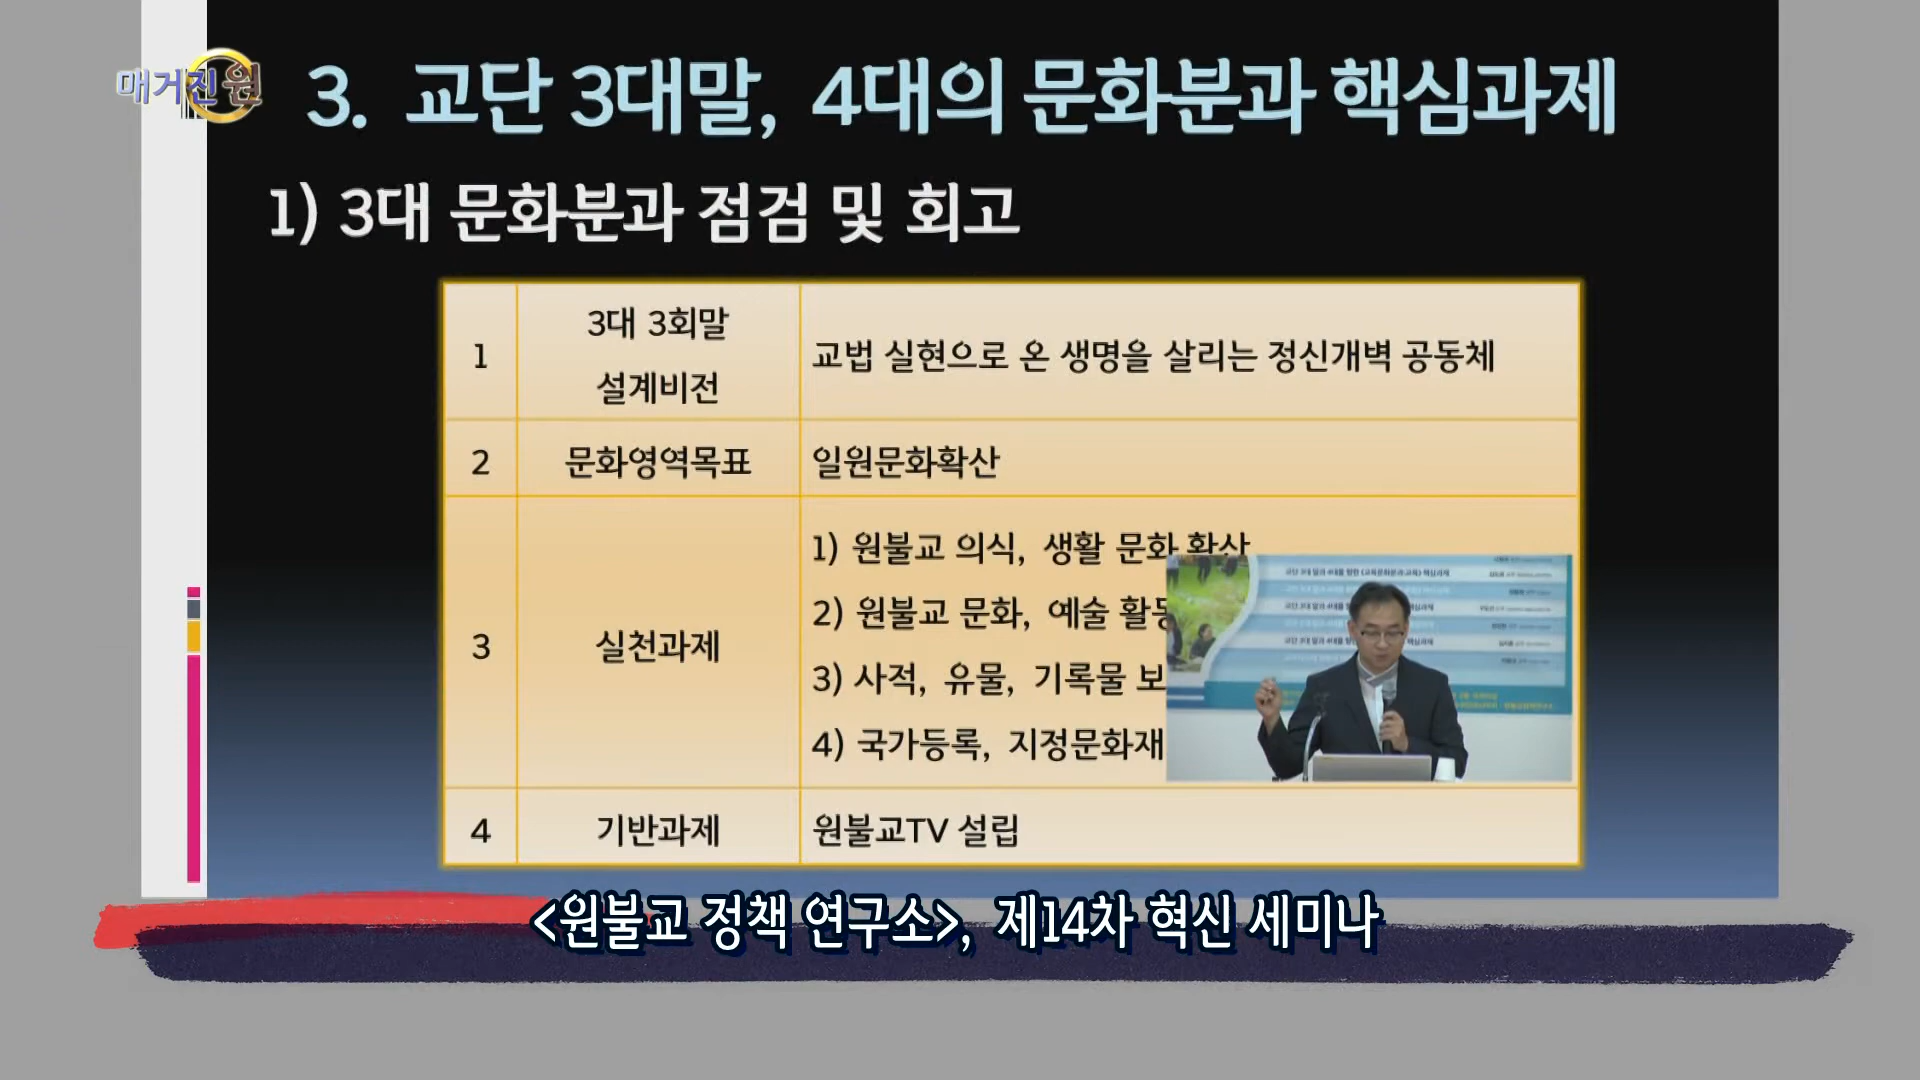 매거진 원
3. 교단 3대말, 4대의 문화분과 핵심과제
1) 3대 문화분과 점검 및 회고
1
3대 3회말
설계비전
교법 실현으로 온 생명을 살리는 정신개벽 공동체
2
문화영역목표
일원문화확산
3
실천과제
1) 원불교 의식, 생활 문화 확산
2) 원불교 문화, 예술
3) 사적, 유물, 기록물
4) 국가등록, 지정문화재
4
기반과제
원불교TV 설립
<원불교 정책 연구소>, 제14차 혁신 세미나